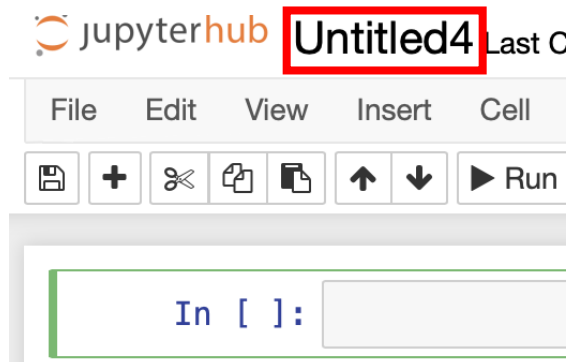 jupyterhub Untitled4 Last C
File Edit View Insert Cell
Run
In [ ]: